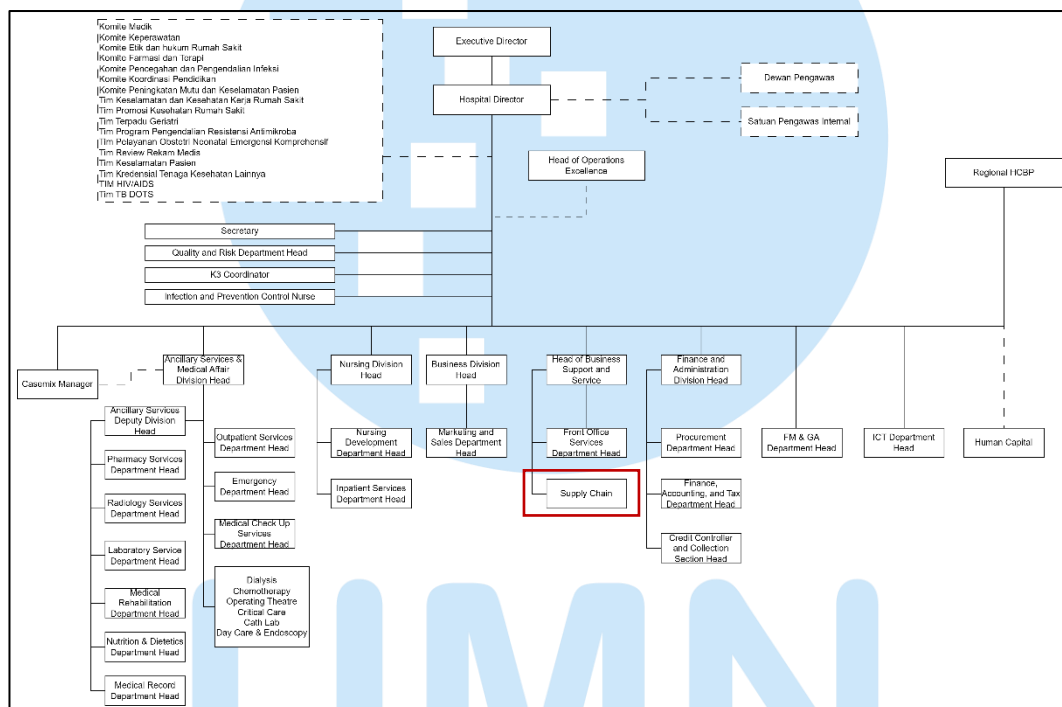 Komite Medik
Komite Keperawatan
Komite Etik dan hukum Rumah Sakit
Komite Farmasi dan Terapi
Komite Pencegahan dan Pengendalian Infeksi
Komite Koordinasi Pendidikan
Komite Peningkatan Mutu dan Keselamatan Pasien
Tim Keselamatan dan Kesehatan Kerja Rumah Sakit
Tim Promosi Kesehatan Rumah Sakit
Tim Terpadu Geriatri
Tim Program Pengendalian Resistensi Antimikroba
Tim Pelayanan Obstetri Neonatal Emergensi Komprehensif
Tim Review Rekam Medis
Tim Keselamatan Pasien
Tim Kredensial Tenaga Kesehatan Lainnya
TIM HIV/AIDS
Tim TB DOTS
Executive Director
Hospital Director
Dewan Pengawas
Satuan Pengawas Internal
Head of Operations
Excellence
Regional HCBP
Secretary
Quality and Risk Department Head
K3 Coordinator
Infection and Prevention Control Nurse
Casemix Manager
Ancillary Services &
Medical Affair
Division Head
Nursing Division
Head
Business Division
Head
Head of Business
Support and
Service
Finance and
Administration
Division Head
Ancillary Services
Deputy Division
Head
Pharmacy Services
Department Head
Radiology Services
Department Head
Laboratory Service
Department Head
Medical
Rehabilitation
Department Head
Nutrition & Dietetics
Department Head
Medical Record
Department Head
Outpatient Services
Department Head
Emergency
Department Head
Medical Check Up
Services
Department Head
Dialysis
Chemotherapy
Operating Theatre
Critical Care
Cath Lab
Day Care & Endoscopy
Nursing
Development
Department Head
Inpatient Services
Department Head
Marketing and
Sales Department
Head
Front Office
Services
Department Head
Supply Chain
Procurement
Department Head
Finance,
Accounting, and Tax
Department Head
Credit Controller
and Collection
Section Head
FM & GA
Department Head
ICT Department
Head
Human Capital
UMN